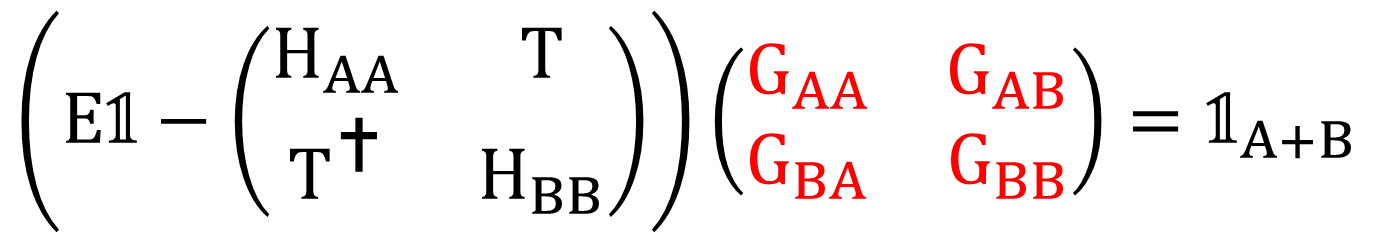 (E𝟙 − (H_AA T T† H_BB)) (G_AA G_AB G_BA G_BB) = 𝟙_A+B